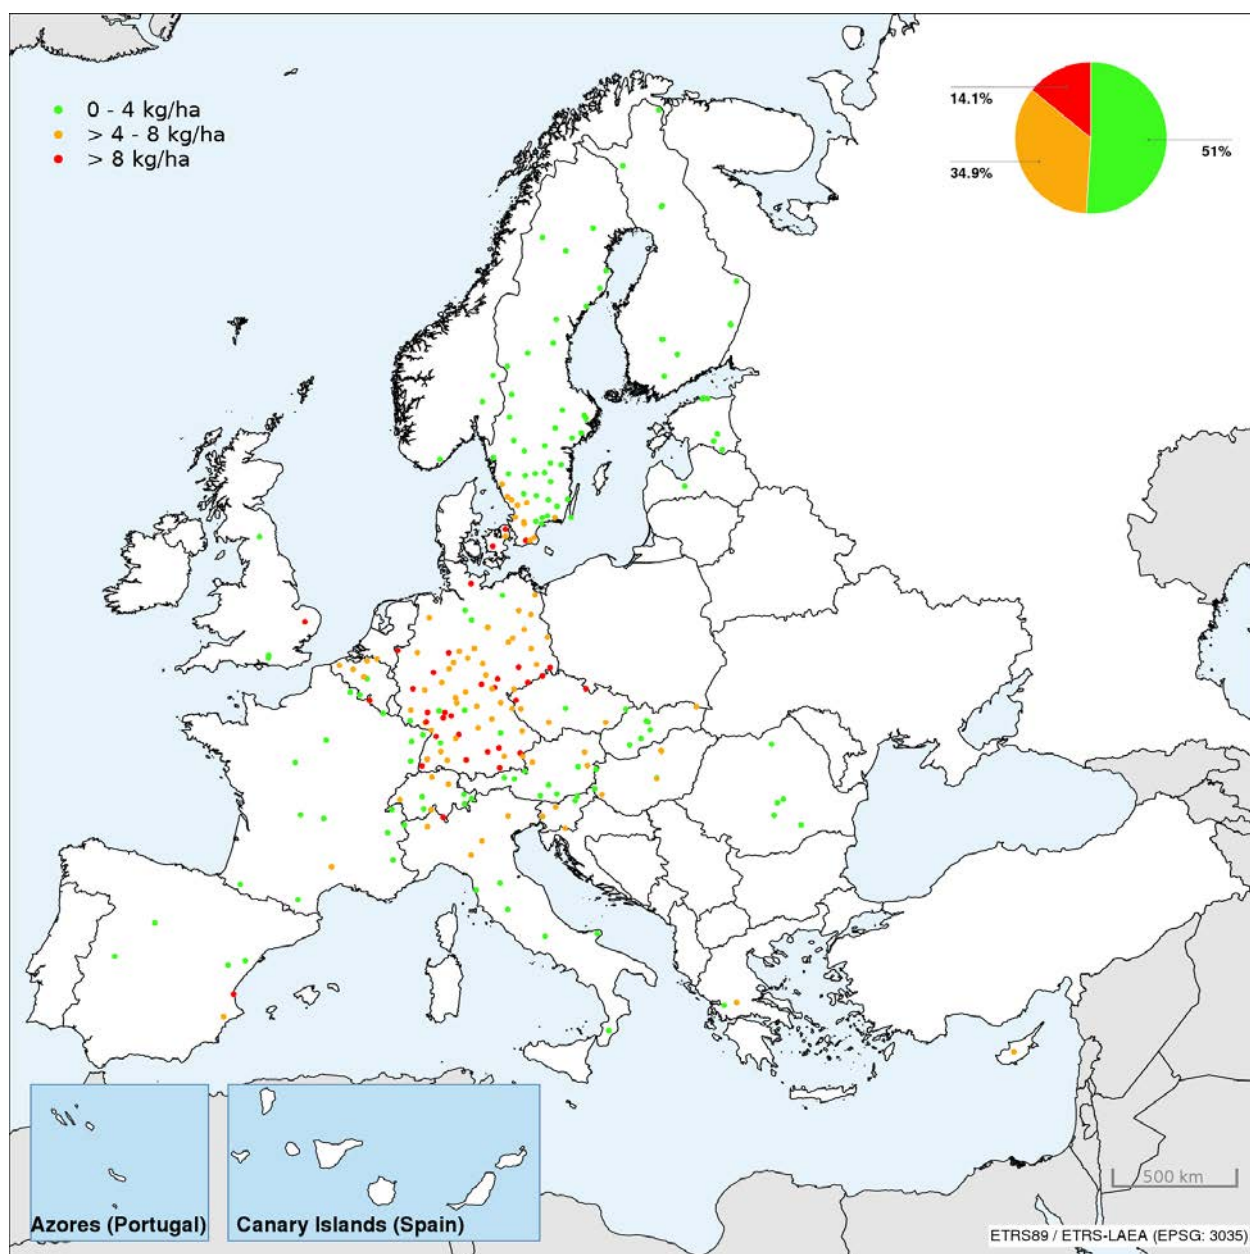 0 - 4 kg/ha
> 4 - 8 kg/ha
> 8 kg/ha
14.1%
51%
34.9%
500 km
Azores (Portugal)
Canary Islands (Spain)
ETRS89 / ETRS-LAEA (EPSG: 3035)